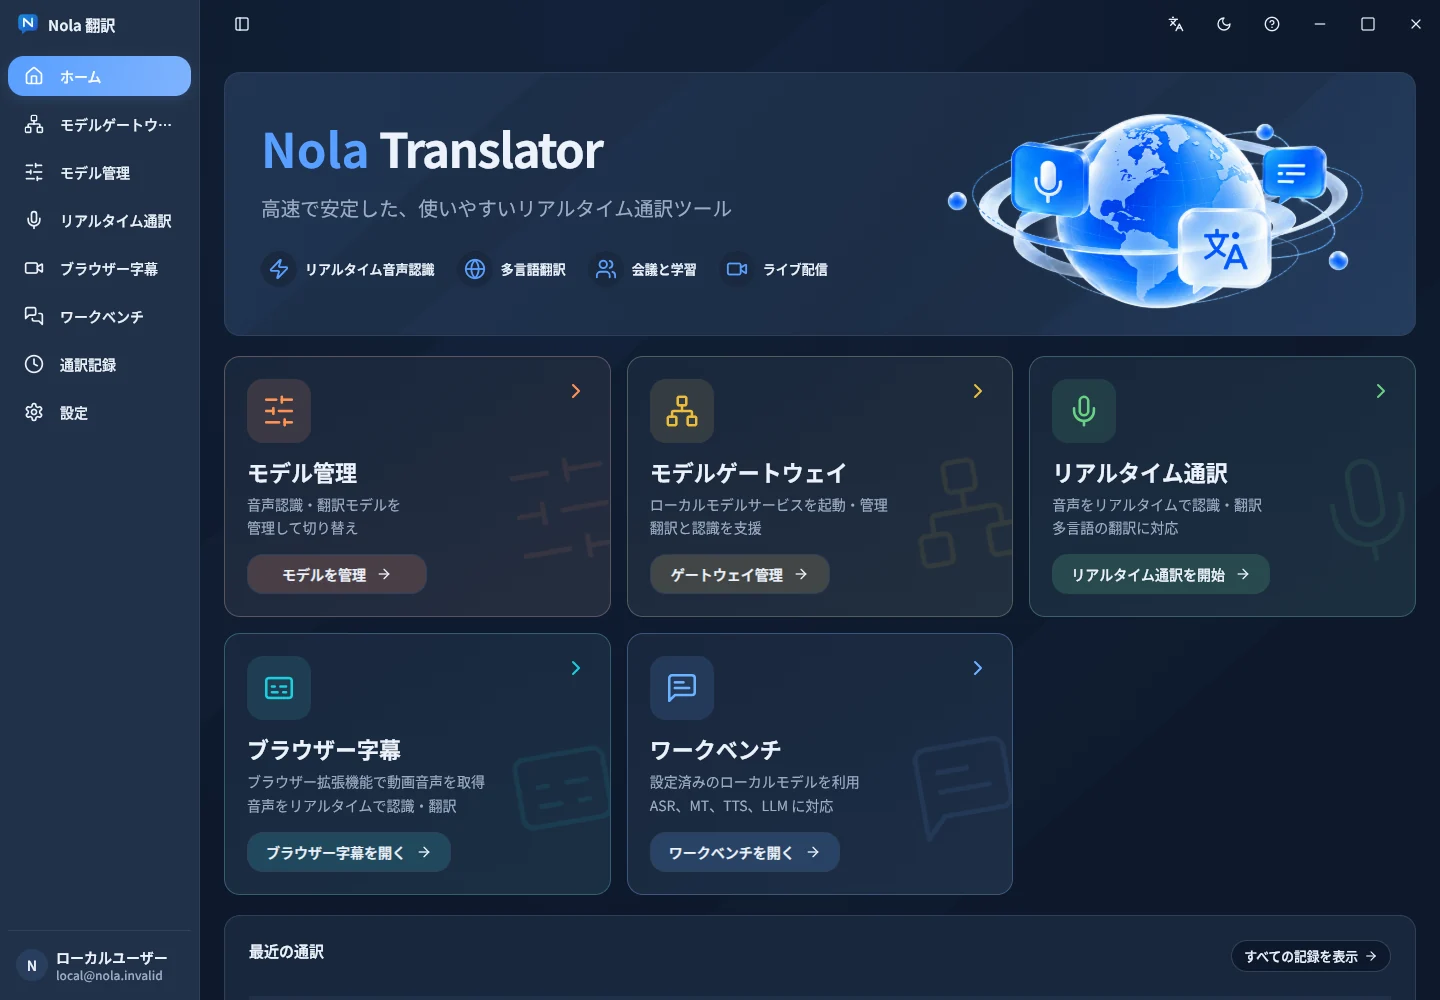 Nola 翻訳
ホーム
モデルゲートウ…
モデル管理
リアルタイム通訳
ブラウザー字幕
ワークベンチ
通訳記録
設定
N
ローカルユーザー
local@nola.invalid
Nola Translator
高速で安定した、使いやすいリアルタイム通訳ツール
リアルタイム音声認識
多言語翻訳
会議と学習
ライブ配信
文A
モデル管理
音声認識・翻訳モデルを
管理して切り替え
モデルを管理
モデルゲートウェイ
ローカルモデルサービスを起動・管理
翻訳と認識を支援
ゲートウェイ管理
リアルタイム通訳
音声をリアルタイムで認識・翻訳
多言語の翻訳に対応
リアルタイム通訳を開始
ブラウザー字幕
ブラウザー拡張機能で動画音声を取得
音声をリアルタイムで認識・翻訳
ブラウザー字幕を開く
ワークベンチ
設定済みのローカルモデルを利用
ASR、MT、TTS、LLM に対応
ワークベンチを開く
最近の通訳
すべての記録を表示